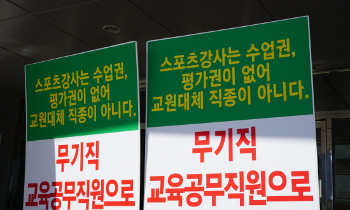 스포츠강사는 수업권,
평가권이 없어
교원대체 직종이 아니다.
무기직
교육공무직원으로
스포츠강사는 수업권,
평가권이 없어
교원대체 직종이 아니다.
무기직
교육공무직원으로